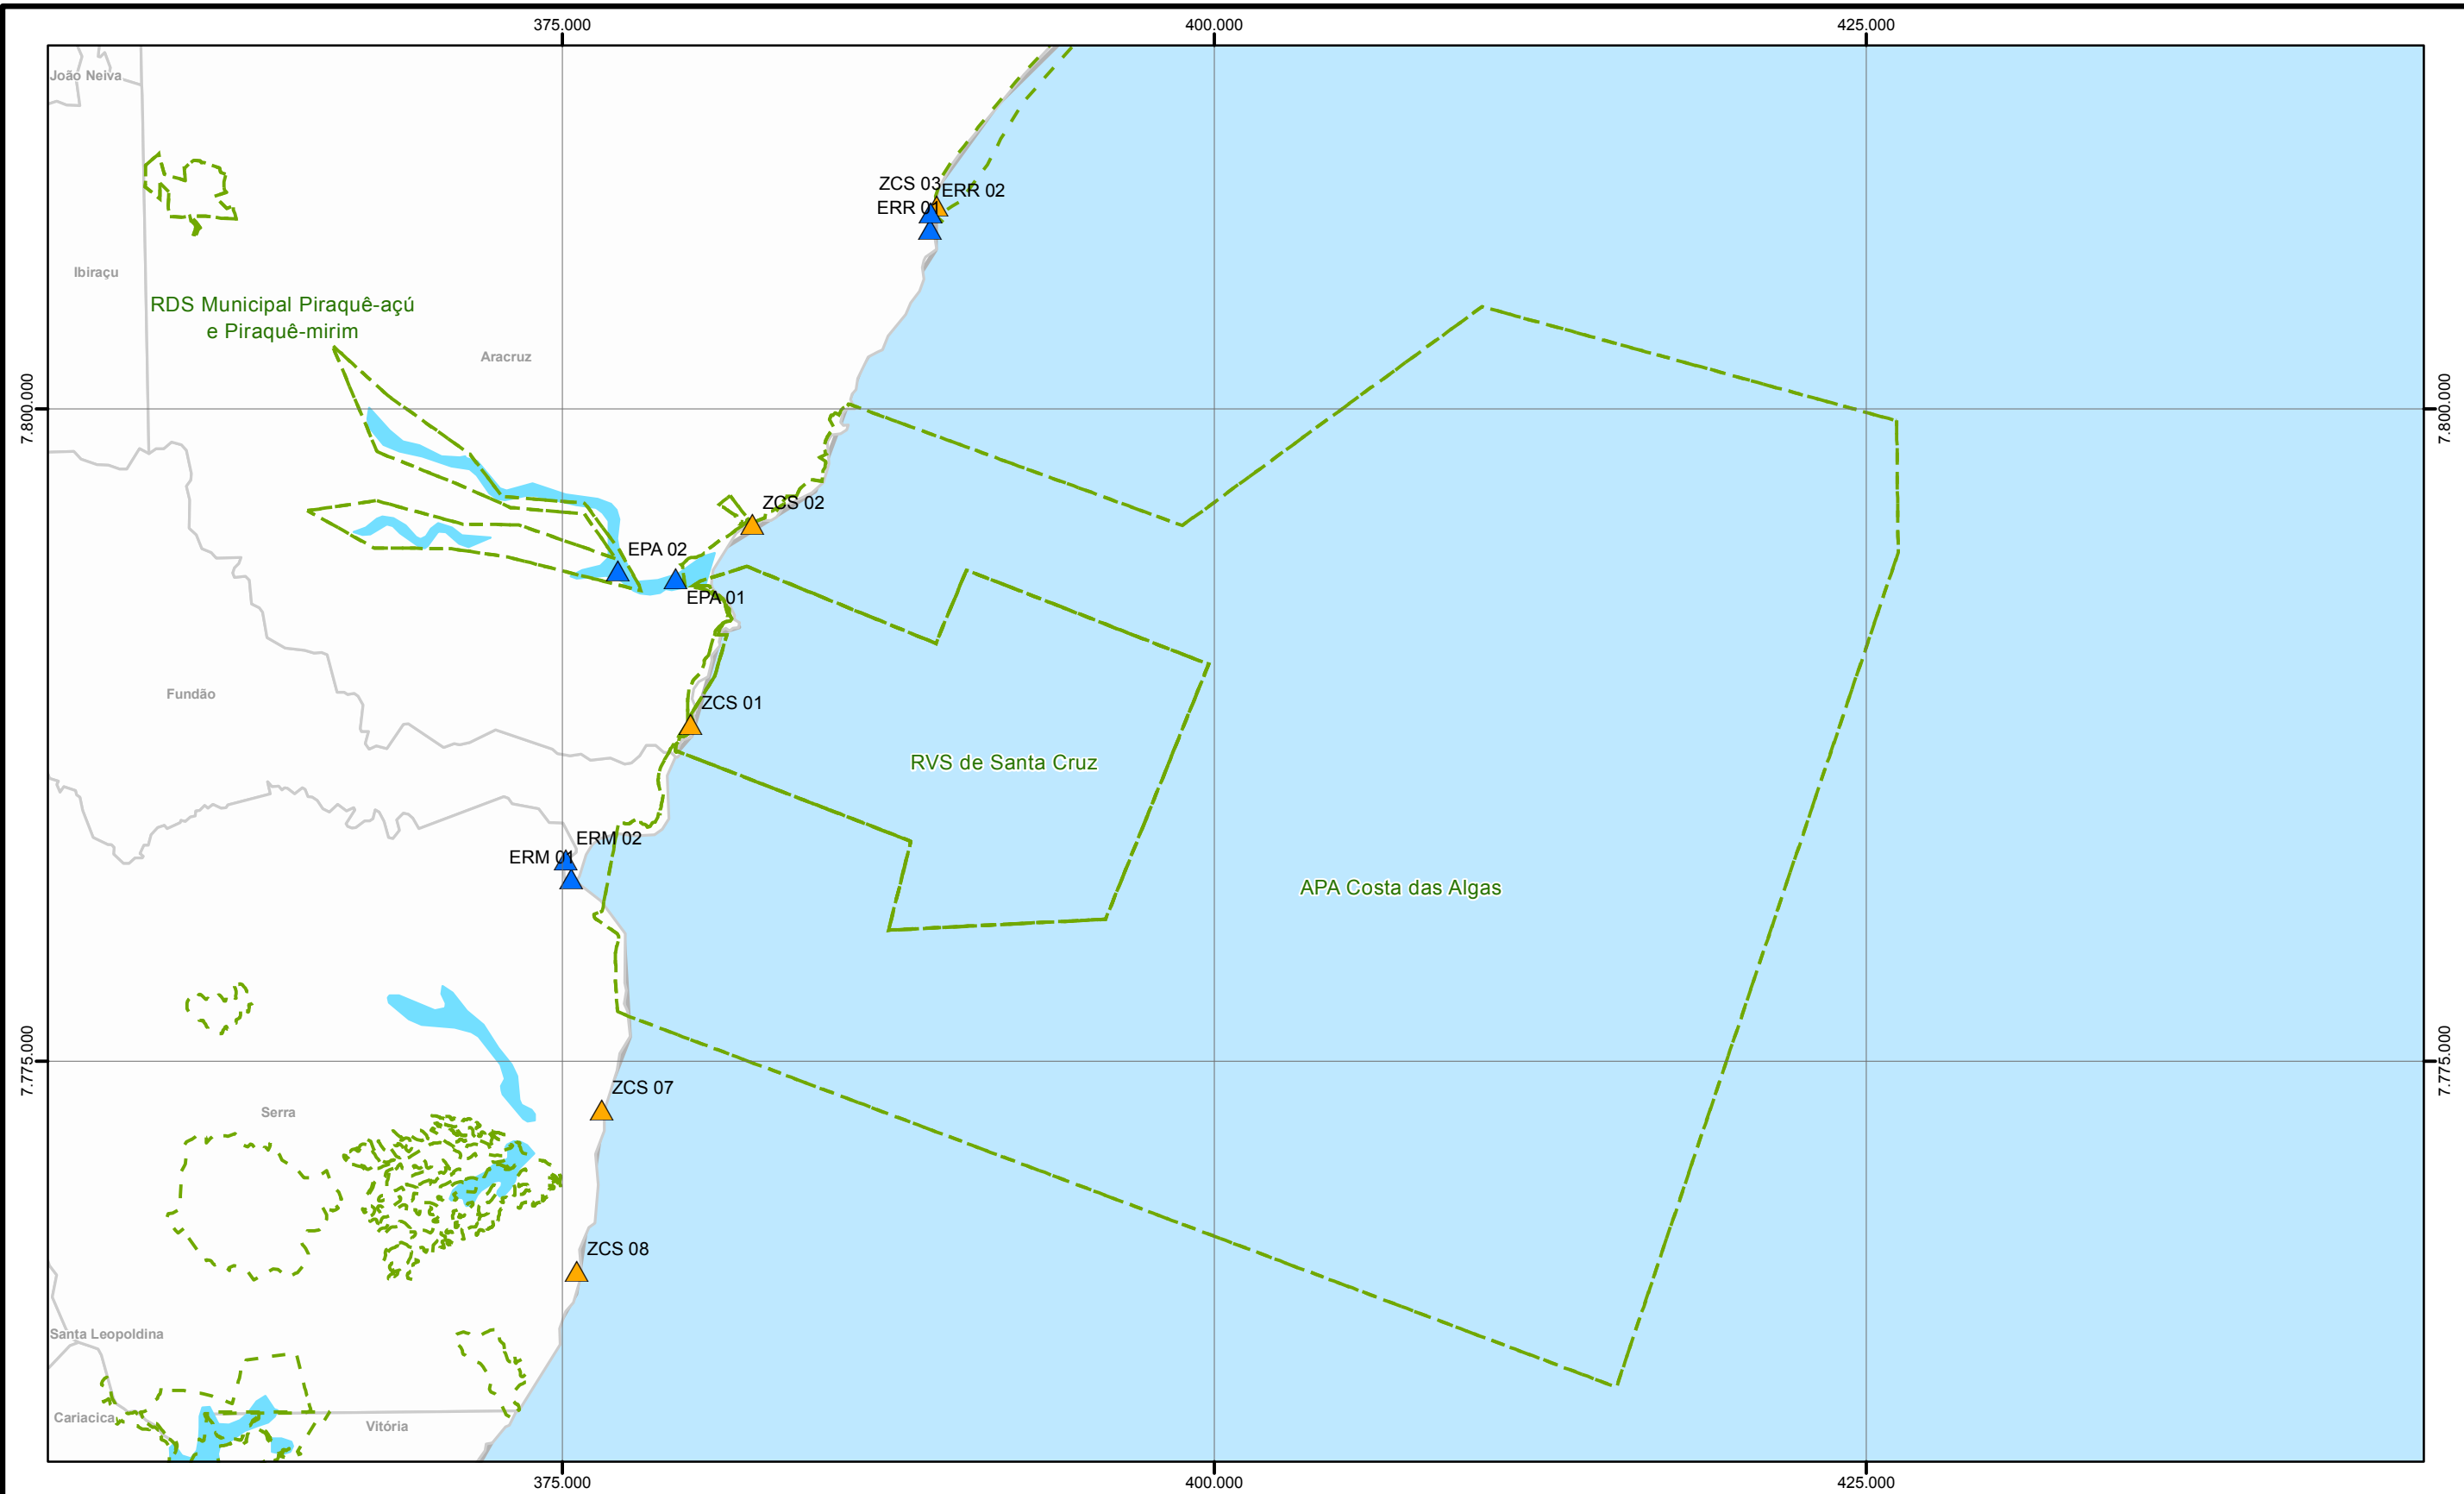 375.000
400.000
425.000
João Neiva
ZCS 03
ERR 02
ERR 01
Ibiraçu
RDS Municipal Piraquê-açú
e Piraquê-mirim
Aracruz
7.800.000
7.800.000
ZCS 02
EPA 02
EPA 01
Fundão
ZCS 01
RVS de Santa Cruz
ERM 02
ERM 01
APA Costa das Algas
7.775.000
7.775.000
ZCS 07
Serra
ZCS 08
Santa Leopoldina
Cariacica
Vitória
375.000
400.000
425.000